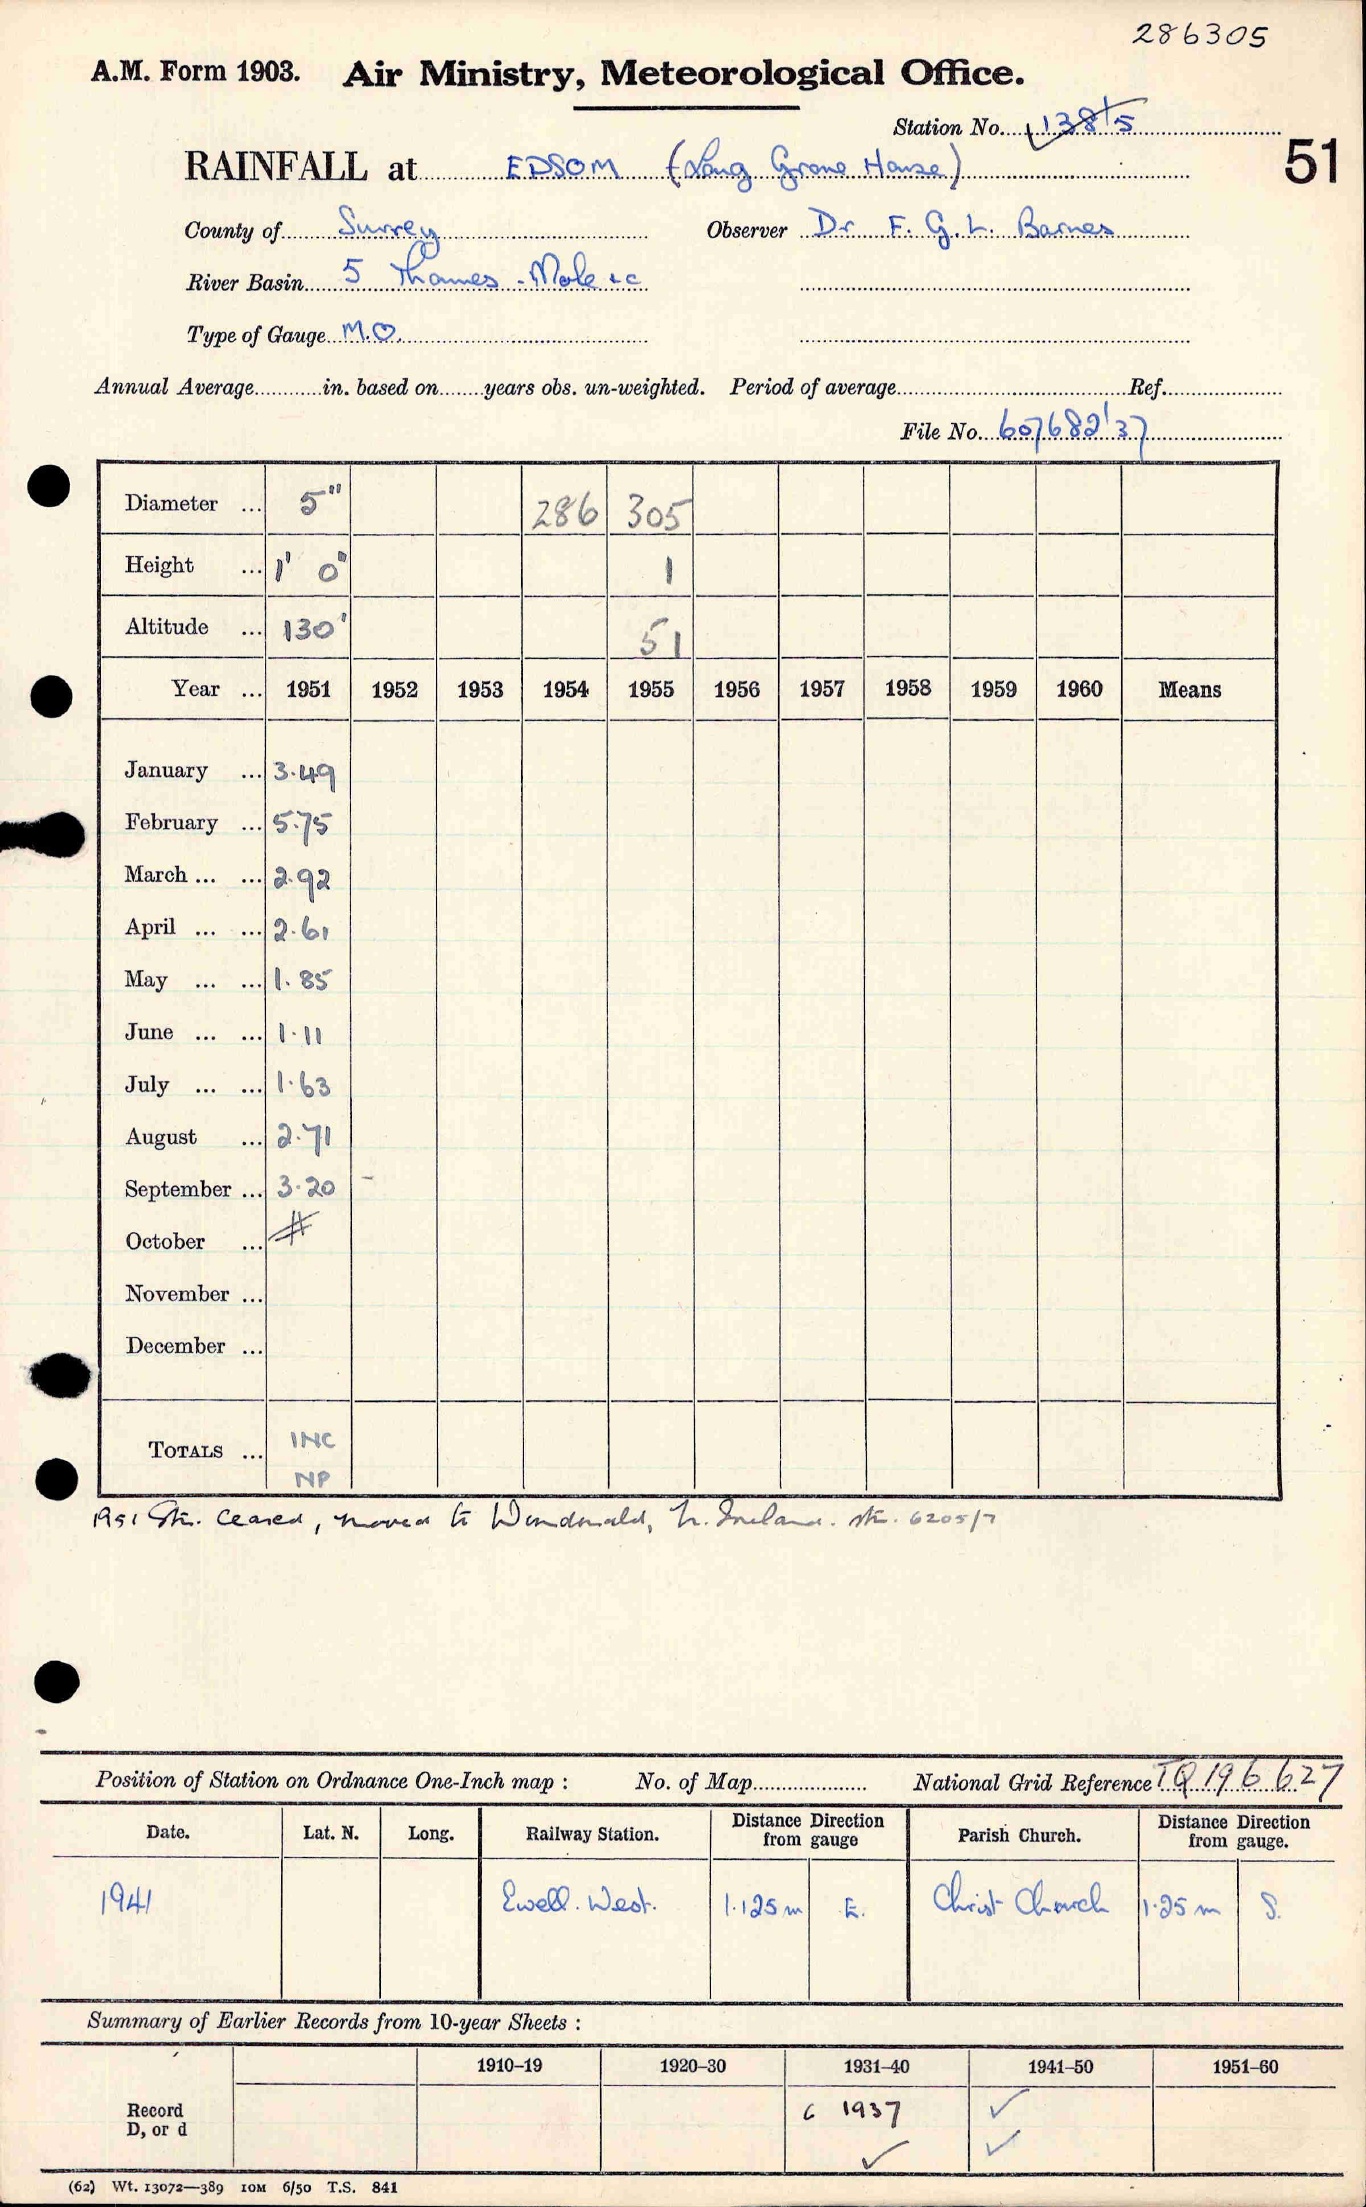 286305
A.M. Form 1903. Air Ministry, Meteorological Office.
Station No. 1381/5
51
RAINFALL at EDSOM (Long Grove House)
County of Surrey Observer Dr F. G. L. Barnes
River Basin 5 Thames - Mole &c
Type of Gauge M.O.
Annual Average in. based on years obs. un-weighted. Period of average Ref.
File No. 607682/37
Diameter ... 5" 286 305
Height ... 1' 0" 1
Altitude ... 130' 51
Year ... 1951 1952 1953 1954 1955 1956 1957 1958 1959 1960 Means
January ... 3.49
February ... 5.75
March ... ... 2.92
April ... ... 2.61
May ... ... 1.85
June ... ... 1.11
July ... ... 1.63
August ... 2.71
September ... 3.20 -
October ... #
November ...
December ...
TOTALS ... INC
NP
1951 Stn. ceased, moved to N. Ireland. stn. 6205/7
Position of Station on Ordnance One-Inch map : No. of Map National Grid Reference TQ 196 627
Date. Lat. N. Long. Railway Station. Distance Direction from gauge Parish Church. Distance Direction from gauge.
1941 Ewell. West. 1.125 m E. Christ Church 1.25 m S.
Summary of Earlier Records from 10-year Sheets :
1910–19 1920–30 1931–40 1941–50 1951–60
Record c 1937 ✓
D, or d ✓ ✓
(62) Wt. 13072—389 10M 6/50 T.S. 841